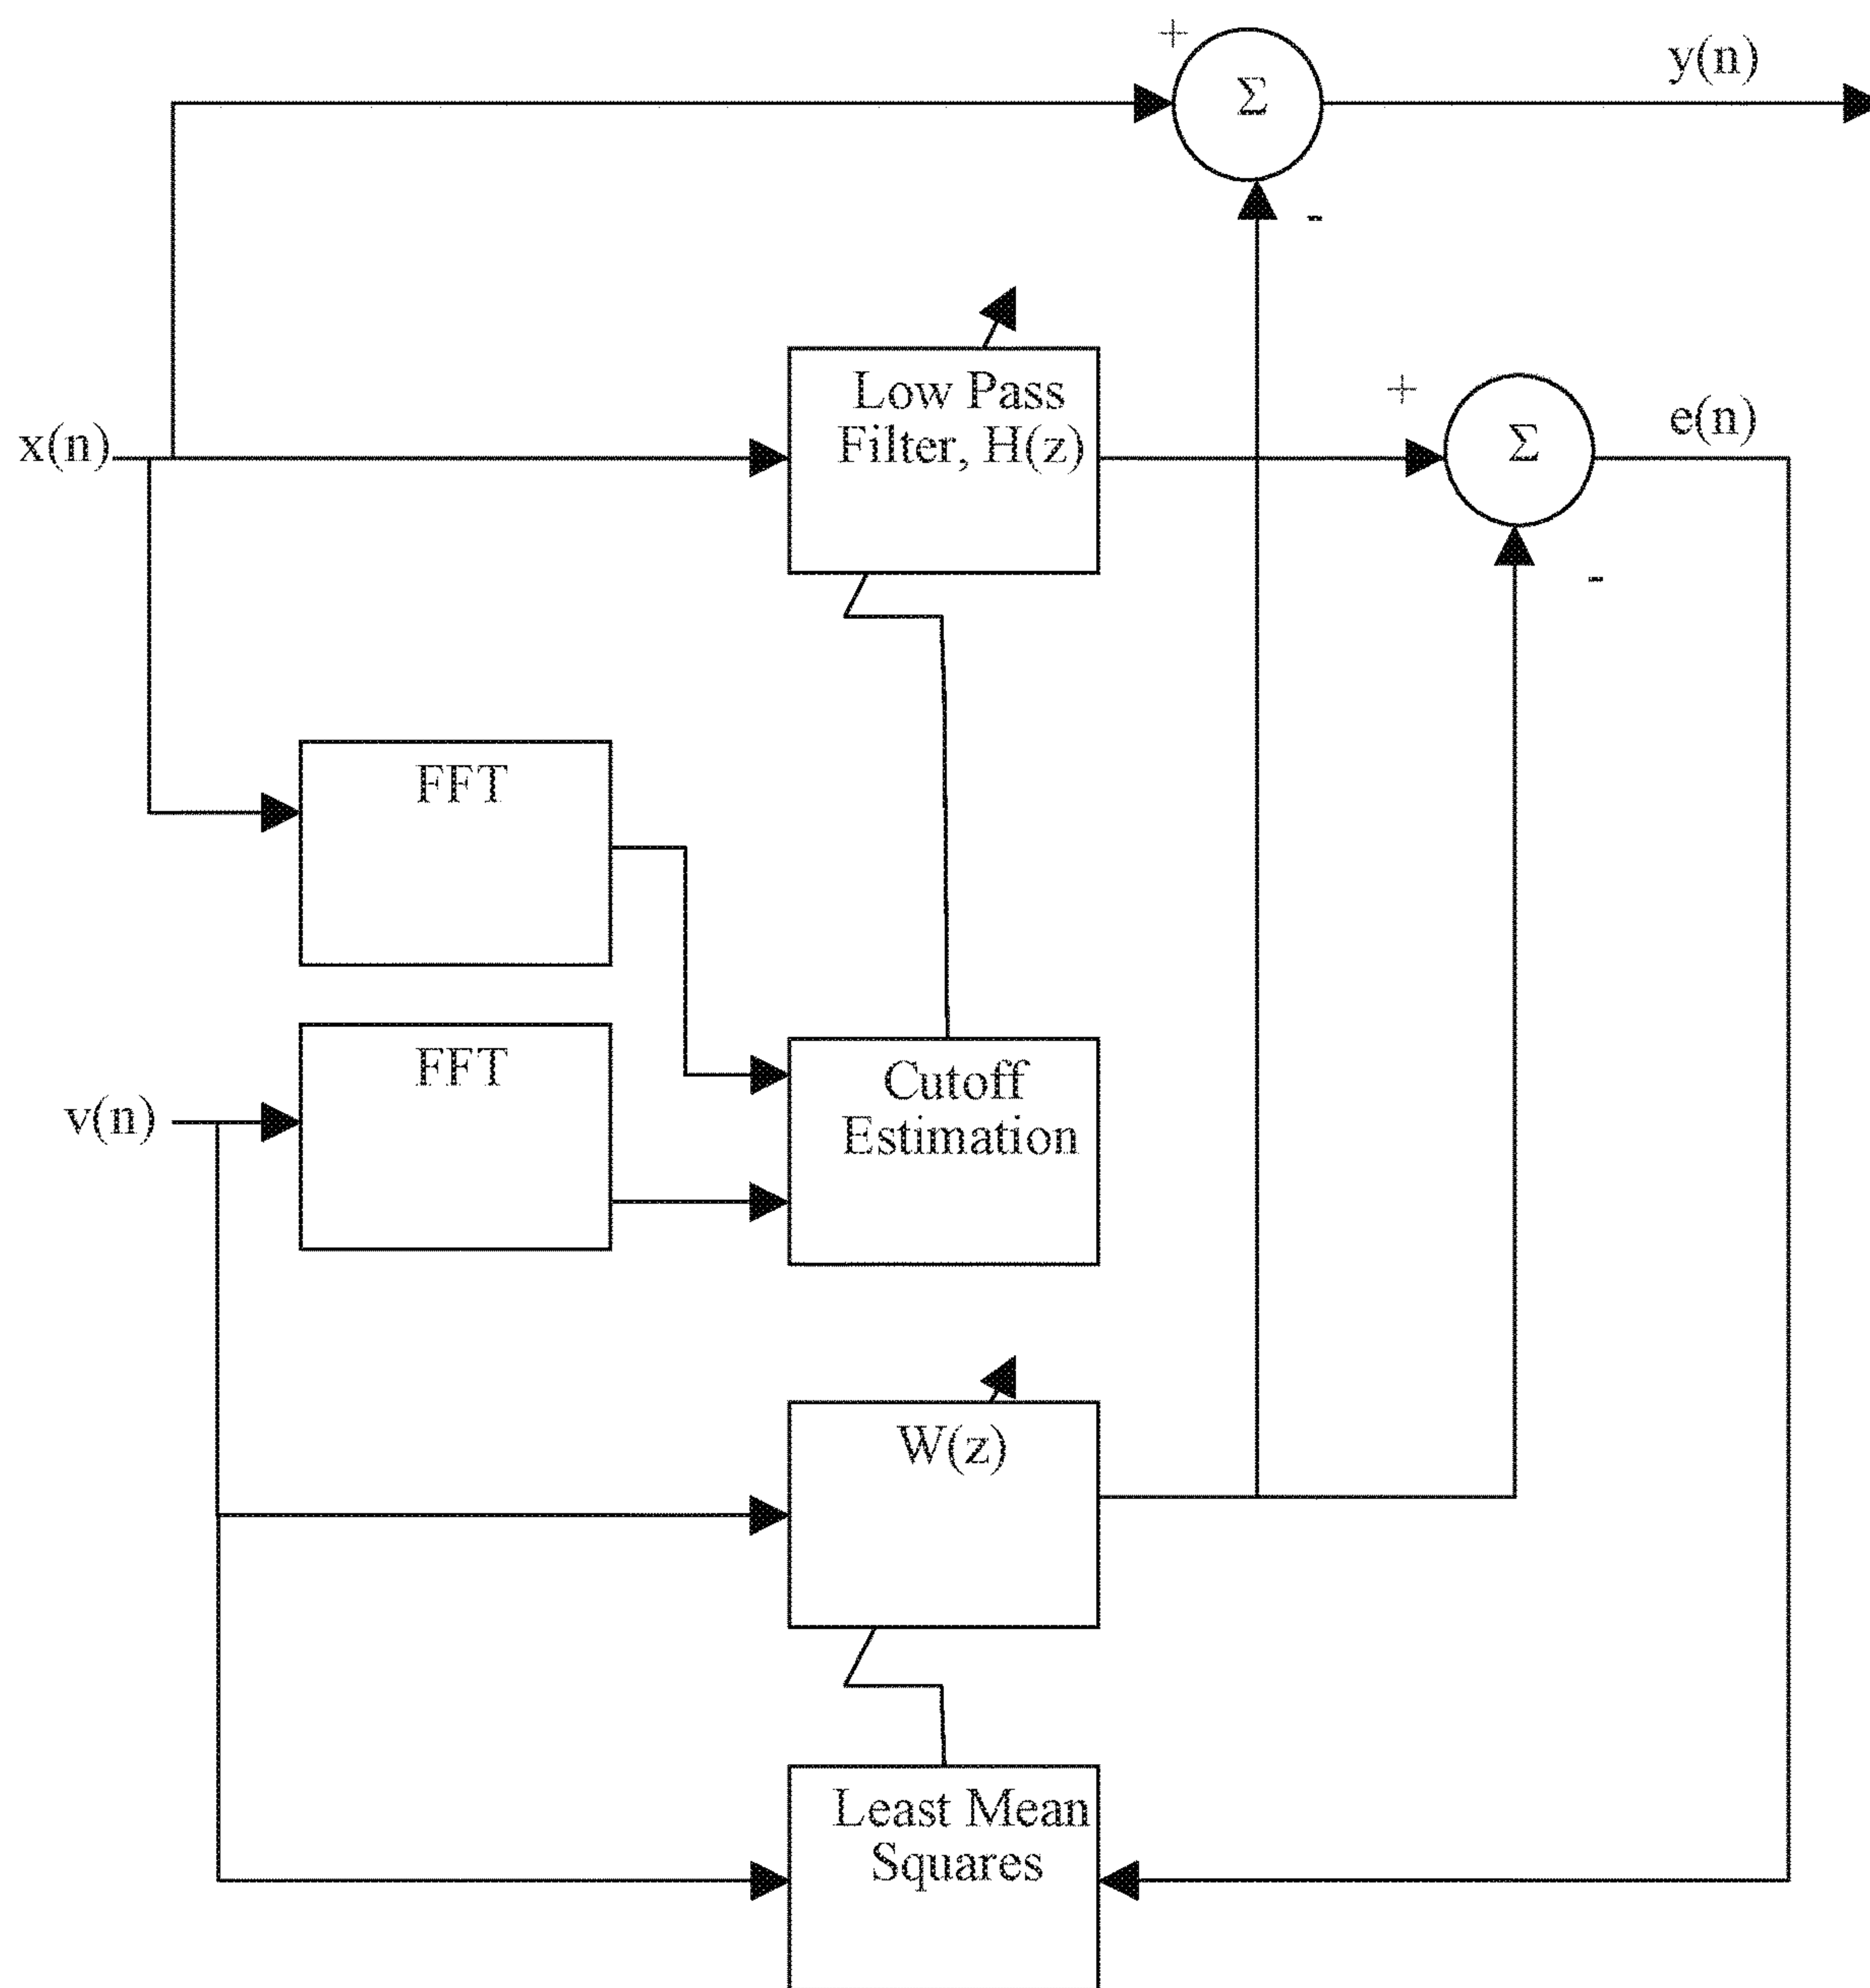 +
Σ
y(n)
-
Low Pass
Filter, H(z)
x(n)
+
Σ
e(n)
-
FFT
FFT
v(n)
Cutoff
Estimation
W(z)
Least Mean
Squares